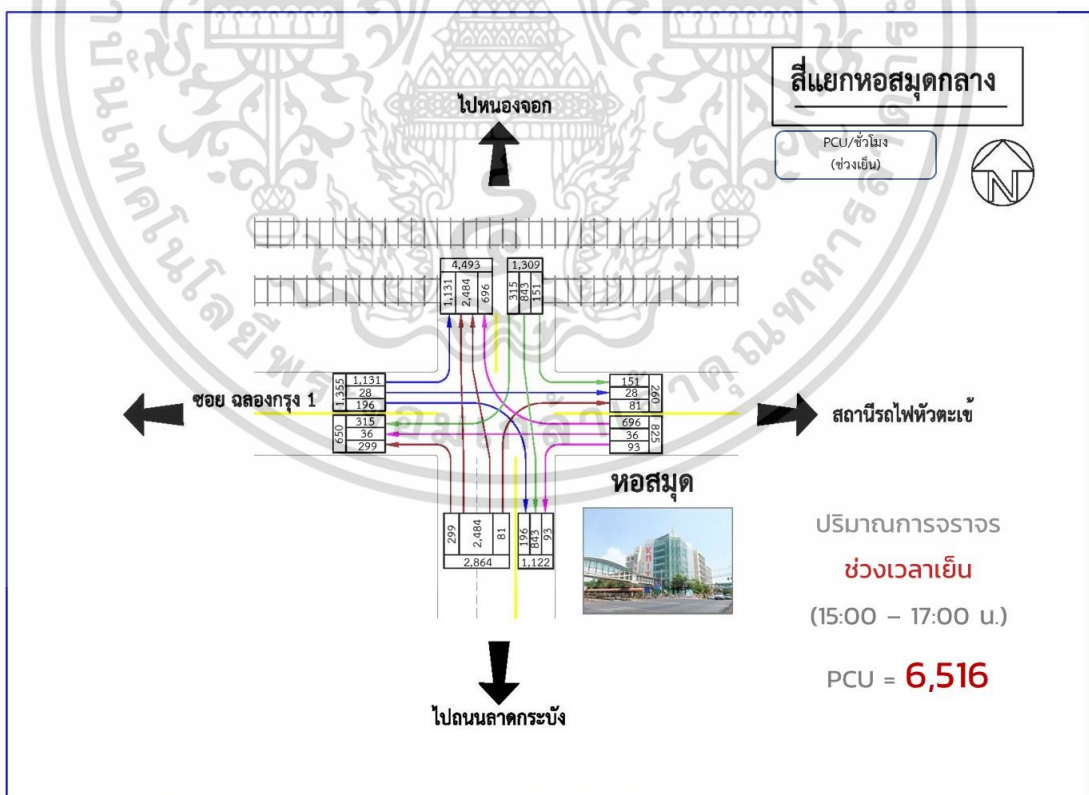 สี่แยกหอสมุดกลาง
PCU/ชั่วโมง
(ช่วงเย็น)
N
ไปหนองจอก
4,493
1,131 2,484 696
1,309
315 843 151
ซอย ฉลองกรุง 1
1,355
1,131
28
196
650
315
36
299
151
28
81
260
696
36
93
825
สถานีรถไฟหัวตะเข้
299 2,484 81
2,864
196 843 93
1,122
หอสมุด
ปริมาณการจราจร
ช่วงเวลาเย็น
(15:00 – 17:00 น.)
PCU = 6,516
ไปถนนลาดกระบัง